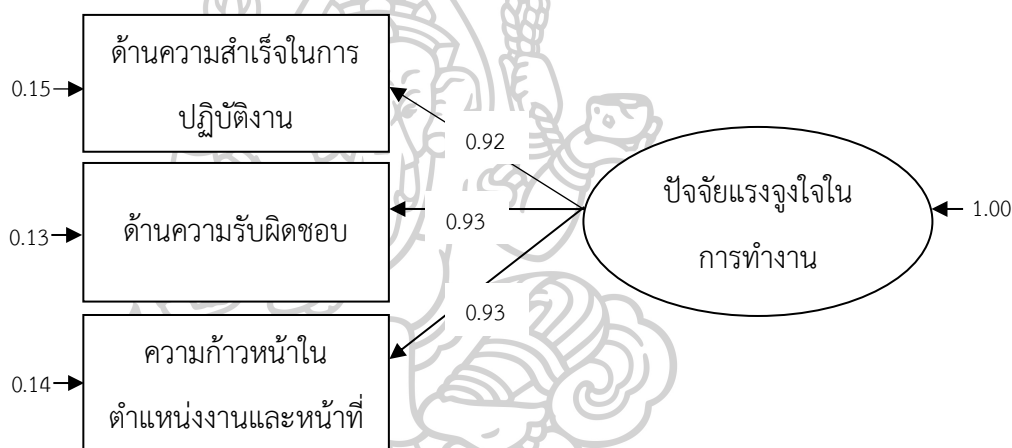 ด้านความสำเร็จในการ
ปฏิบัติงาน
0.15
0.92
ด้านความรับผิดชอบ
0.13
0.93
ปัจจัยแรงจูงใจใน
การทำงาน
1.00
ความก้าวหน้าใน
ตำแหน่งงานและหน้าที่
0.14
0.93